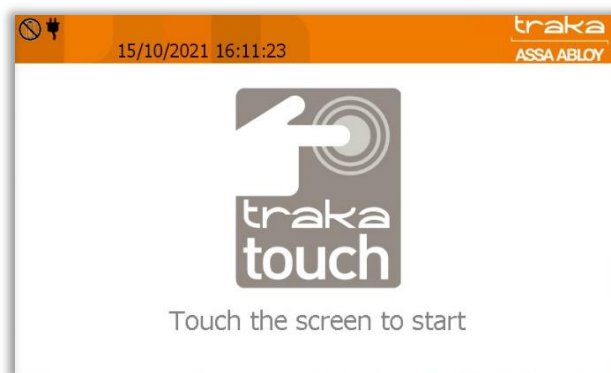 traka
15/10/2021 16:11:23
ASSA ABLOY
traka
touch
Touch the screen to start